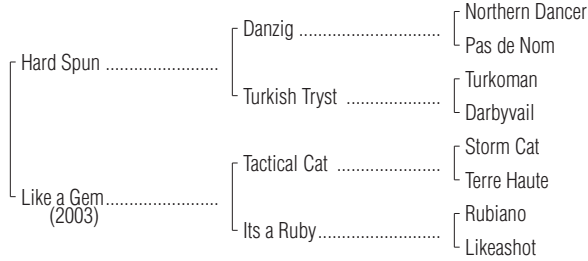 Northern Dancer
Danzig ..............................
Pas de Nom
Hard Spun ........................
Turkoman
Turkish Tryst ....................
Darbyvail
Storm Cat
Tactical Cat ......................
Terre Haute
Like a Gem........................
(2003)
Rubiano
Its a Ruby..........................
Likeashot